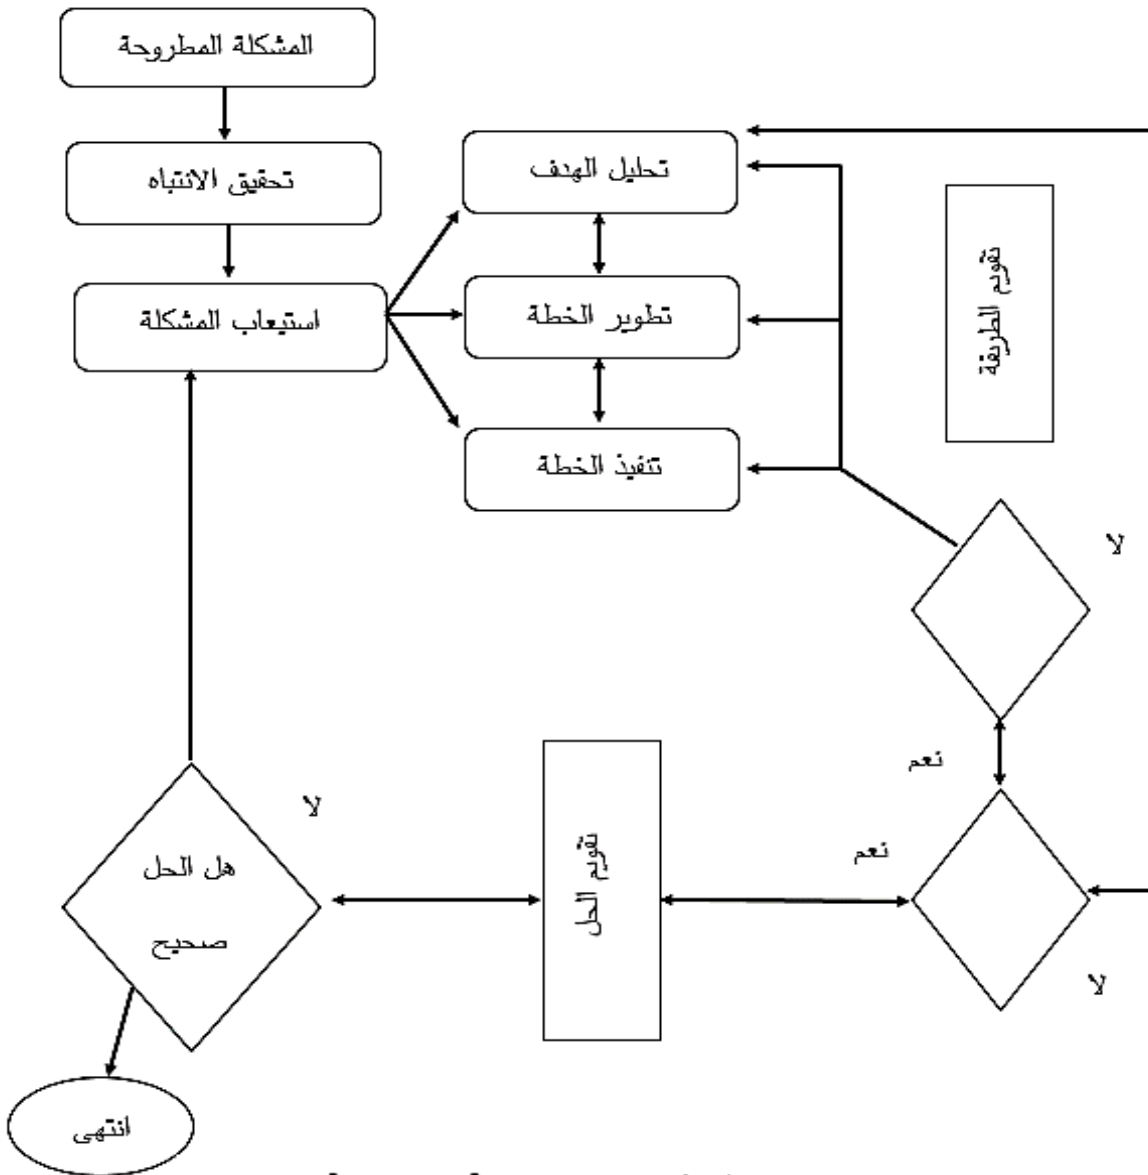 المشكلة المطروحة
تحقيق الانتباه
استيعاب المشكلة
تحليل الهدف
تطوير الخطة
تنفيذ الخطة
تقويم الطريقة
لا
نعم
نعم
لا
تقويم الحل
لا
هل الحل
صحيح
انتهى